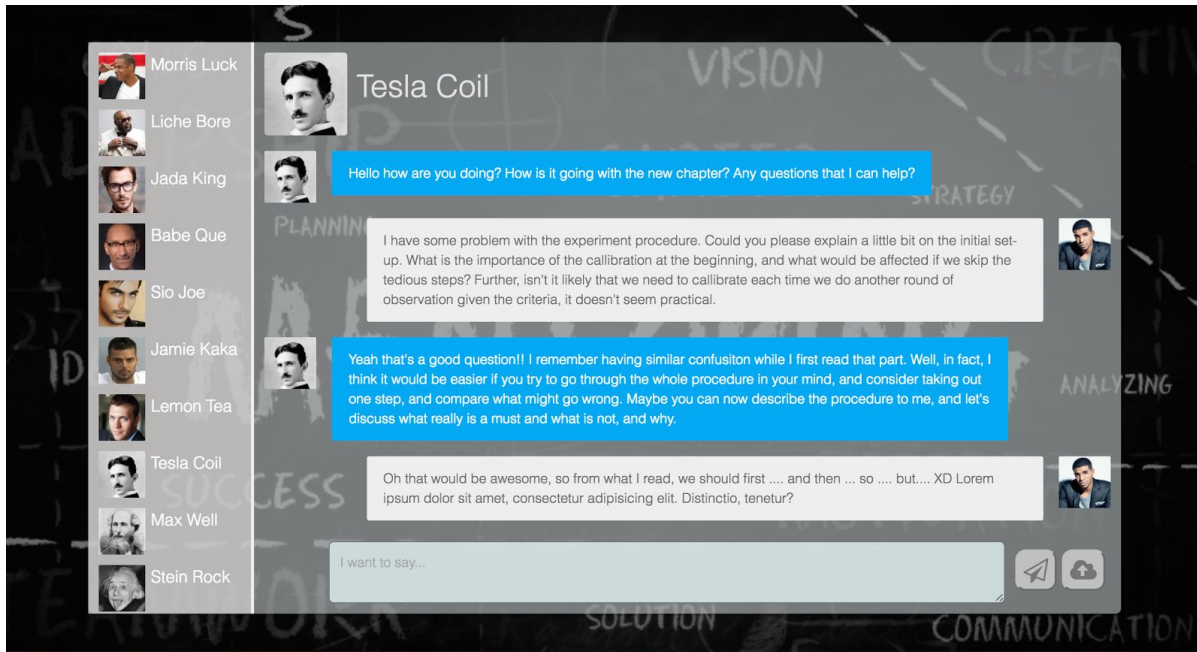 Morris Luck
Liche Bore
Jada King
Babe Que
Sio Joe
Jamie Kaka
Lemon Tea
Tesla Coil
Max Well
Stein Rock
Tesla Coil
Hello how are you doing? How is it going with the new chapter? Any questions that I can help?
I have some problem with the experiment procedure. Could you please explain a little bit on the initial set-
up. What is the importance of the callibration at the beginning, and what would be affected if we skip the
tedious steps? Further, isn't it likely that we need to callibrate each time we do another round of
observation given the criteria, it doesn't seem practical.
Yeah that's a good question!! I remember having similar confusiton while I first read that part. Well, in fact, I
think it would be easier if you try to go through the whole procedure in your mind, and consider taking out
one step, and compare what might go wrong. Maybe you can now describe the procedure to me, and let's
discuss what really is a must and what is not, and why.
Oh that would be awesome, so from what I read, we should first .... and then ... so .... but.... XD Lorem
ipsum dolor sit amet, consectetur adipisicing elit. Distinctio, tenetur?
I want to say...
VISION
STRATEGY
PLANNING
ANALYZING
SUCCESS
SOLUTION
COMMUNICATION